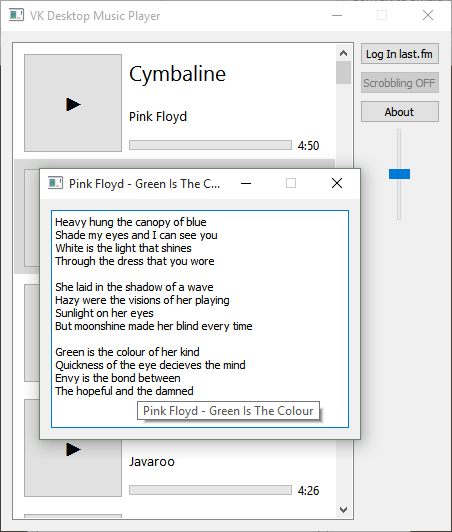 VK Desktop Music Player
Cymbaline
Pink Floyd
4:50
Log In last.fm
Scrobbling OFF
About
Pink Floyd - Green Is The C...
Heavy hung the canopy of blue
Shade my eyes and I can see you
White is the light that shines
Through the dress that you wore
She laid in the shadow of a wave
Hazy were the visions of her playing
Sunlight on her eyes
But moonshine made her blind every time
Green is the colour of her kind
Quickness of the eye decieves the mind
Envy is the bond between
The hopeful and the damned
Pink Floyd - Green Is The Colour
Javaroo
4:26